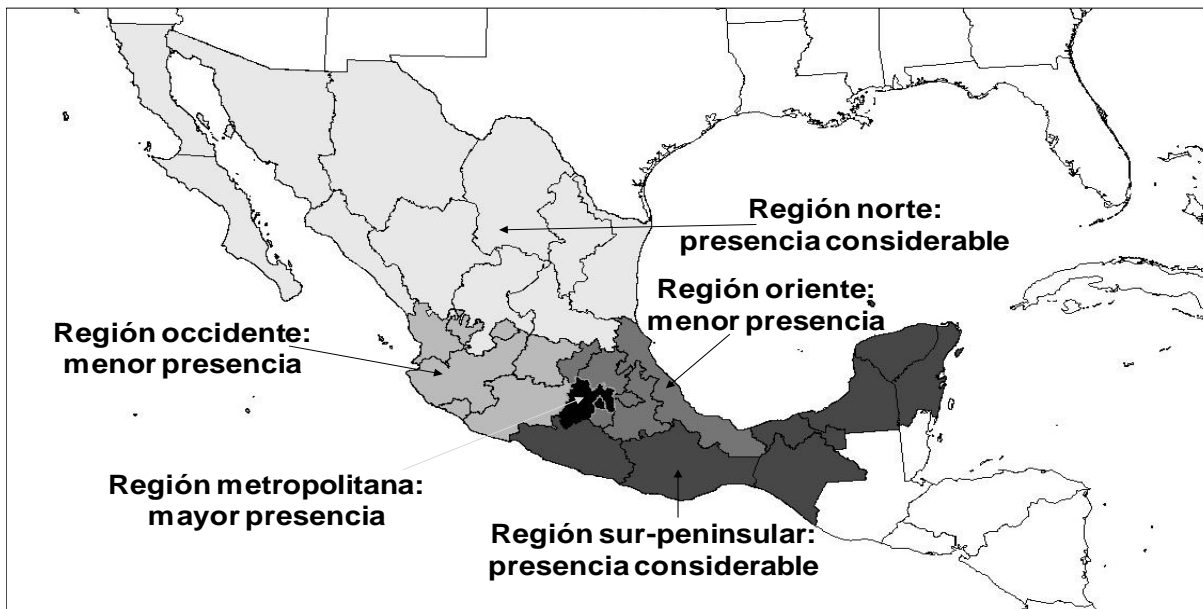 Región norte:
presencia considerable
Región oriente:
menor presencia
Región occidente:
menor presencia
Región metropolitana:
mayor presencia
Región sur-peninsular:
presencia considerable